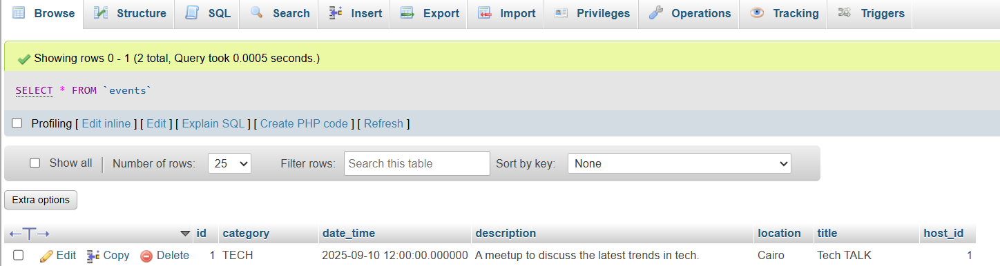 Browse Structure SQL Search Insert Export Import Privileges Operations Tracking Triggers
Showing rows 0 - 1 (2 total, Query took 0.0005 seconds.)
SELECT * FROM `events`
Profiling [ Edit inline ] [ Edit ] [ Explain SQL ] [ Create PHP code ] [ Refresh ]
Show all Number of rows: 25 Filter rows: Search this table Sort by key: None
Extra options
id category date_time description location title host_id
Edit Copy Delete 1 TECH 2025-09-10 12:00:00.000000 A meetup to discuss the latest trends in tech. Cairo Tech TALK 1